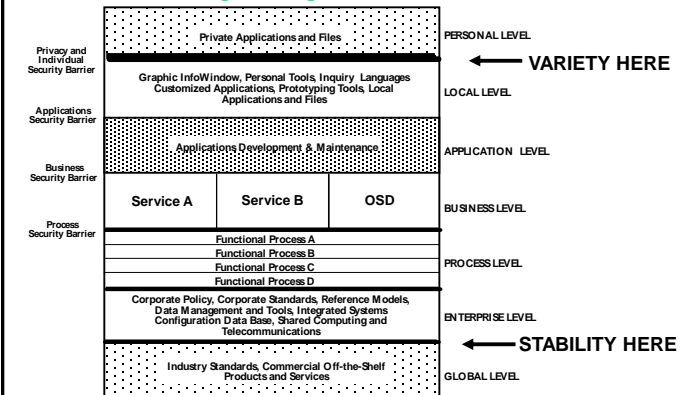 Private Applications and Files
PERSONAL LEVEL
Privacy and
Individual
Security Barrier
VARIETY HERE
Graphic InfoWindow, Personal Tools, Inquiry Languages
Customized Applications, Prototyping Tools, Local
Applications and Files
LOCAL LEVEL
Applications
Security Barrier
Applications Development & Maintenance
APPLICATION LEVEL
Business
Security Barrier
Service A
Service B
OSD
BUSINESS LEVEL
Process
Security Barrier
Functional Process A
Functional Process B
Functional Process C
Functional Process D
PROCESS LEVEL
Corporate Policy, Corporate Standards, Reference Models,
Data Management and Tools, Integrated Systems
Configuration Data Base, Shared Computing and
Telecommunications
ENTERPRISE LEVEL
STABILITY HERE
Industry Standards, Commercial Off-the-Shelf
Products and Services
GLOBAL LEVEL